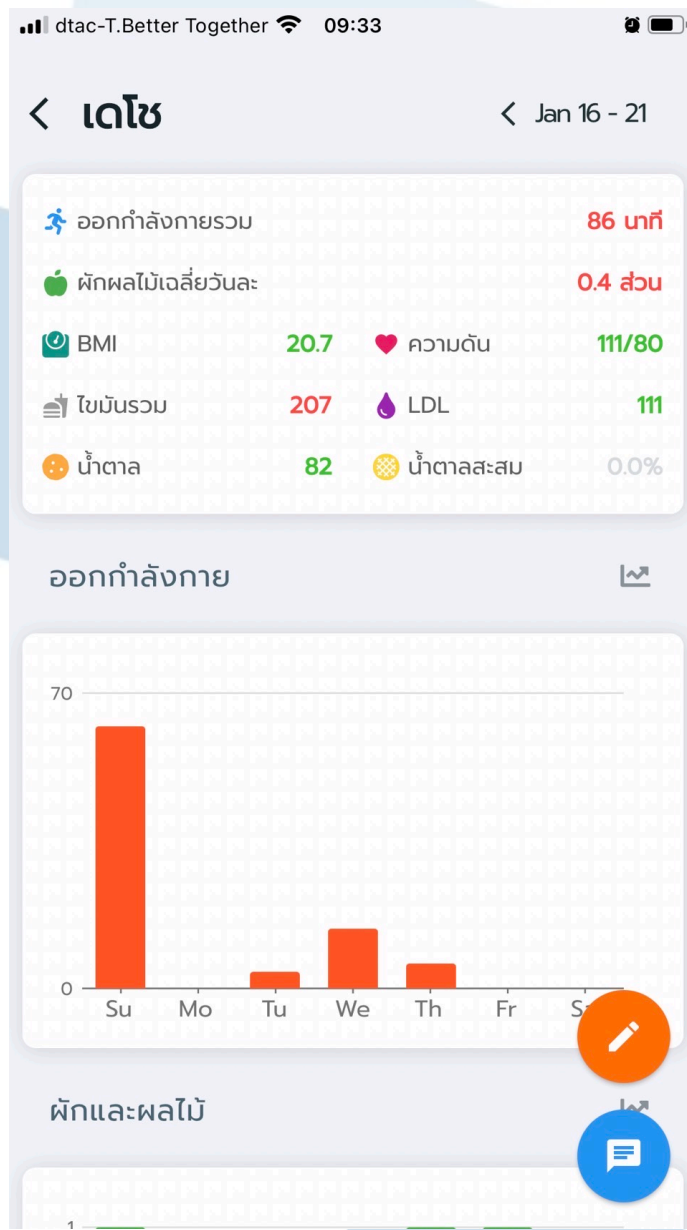 dtac-T.Better Together 09:33
เดโช
Jan 16 - 21
ออกกำลังกายรวม 86 นาที
ผักผลไม้เฉลี่ยวันละ 0.4 ส่วน
BMI 20.7 ความดัน 111/80
ไขมันรวม 207 LDL 111
น้ำตาล 82 น้ำตาลสะสม 0.0%
ออกกำลังกาย
70
0
Su Mo Tu We Th Fr
ผักและผลไม้
1